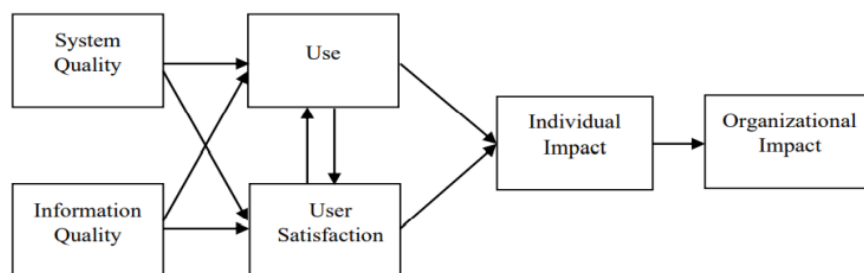 System
Quality
Use
Individual
Impact
Organizational
Impact
Information
Quality
User
Satisfaction